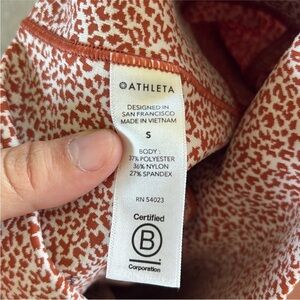 ATHLETA
DESIGNED IN
SAN FRANCISCO
MADE IN VIETNAM
S
BODY:
37% POLYESTER
36% NYLON
27% SPANDEX
RN 54023
Certified
B
Corporation